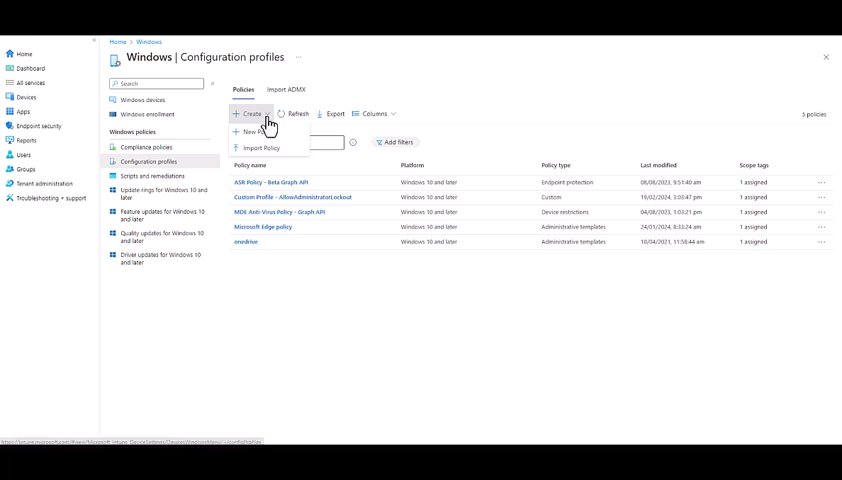 Home > Windows
Windows | Configuration profiles ...
Home
Dashboard
All services
Devices
Apps
Endpoint security
Reports
Users
Groups
Tenant administration
Troubleshooting + support
Search
Windows devices
Windows enrollment
Windows policies
Compliance policies
Configuration profiles
Scripts and remediations
Update rings for Windows 10
and later
Feature updates for Windows 10
and later
Quality updates for Windows 10
and later
Driver updates for Windows 10
and later
Policies Import ADMX
Create Refresh Export Columns 5 policies
New
Import Policy
Add filters
Policy name Platform Policy type Last modified Scope tags
ASR Policy - Beta Graph API Windows 10 and later Endpoint protection 08/08/2023, 9:51:40 am 1 assigned ...
Custom Profile - AllowAdministratorLockout Windows 10 and later Custom 19/02/2024, 3:03:47 pm 1 assigned ...
MDE Anti-Virus Policy - Graph API Windows 10 and later Device restrictions 04/08/2023, 1:03:21 pm 1 assigned ...
Microsoft Edge policy Windows 10 and later Administrative templates 24/01/2024, 8:33:24 am 1 assigned ...
onedrive Windows 10 and later Administrative templates 10/04/2021, 11:58:44 am 1 assigned ...